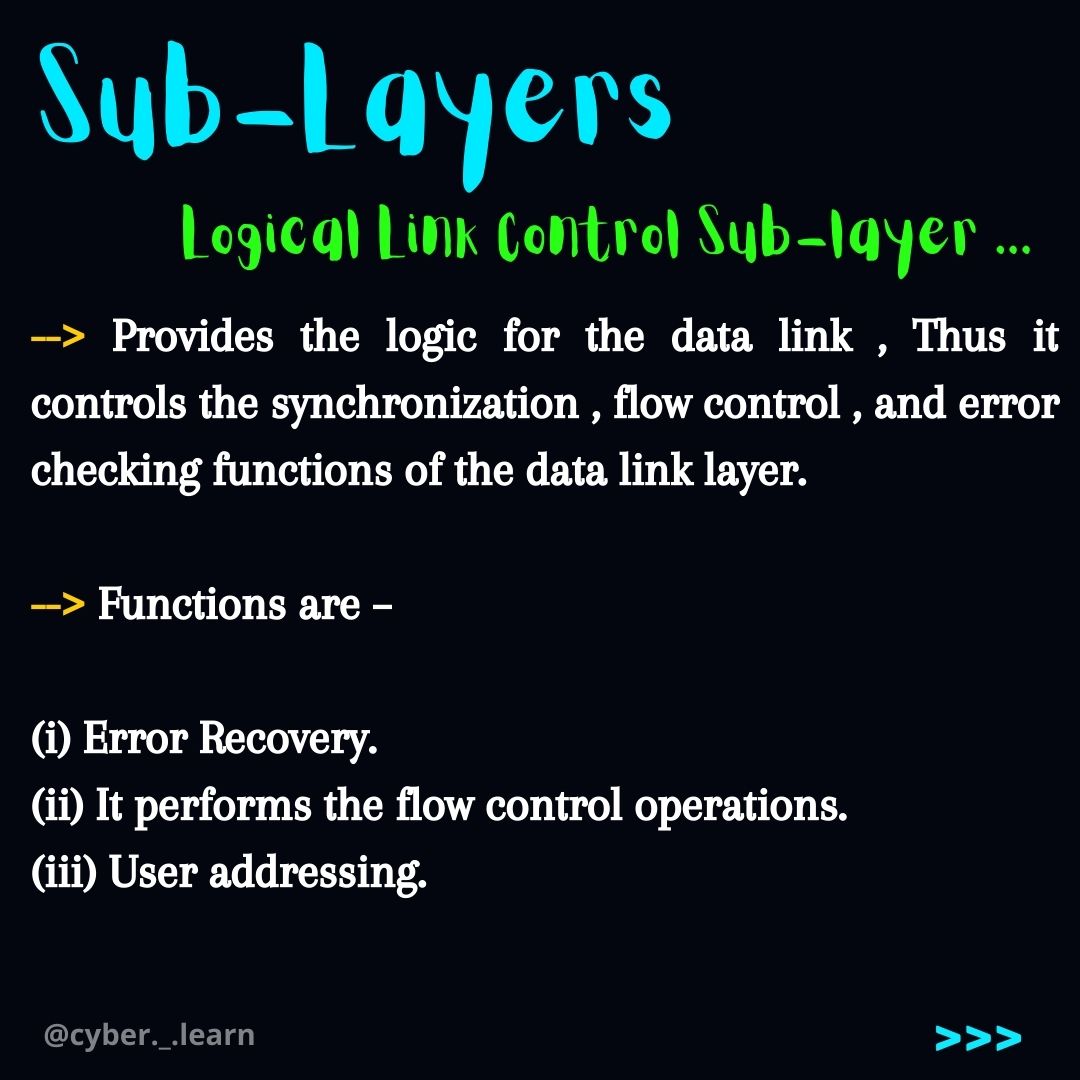 Sub-Layers
Logical Link Control Sub-layer ...
--> Provides the logic for the data link , Thus it
controls the synchronization , flow control , and error
checking functions of the data link layer.
--> Functions are –
(i) Error Recovery.
(ii) It performs the flow control operations.
(iii) User addressing.
@cyber._.learn
>>>